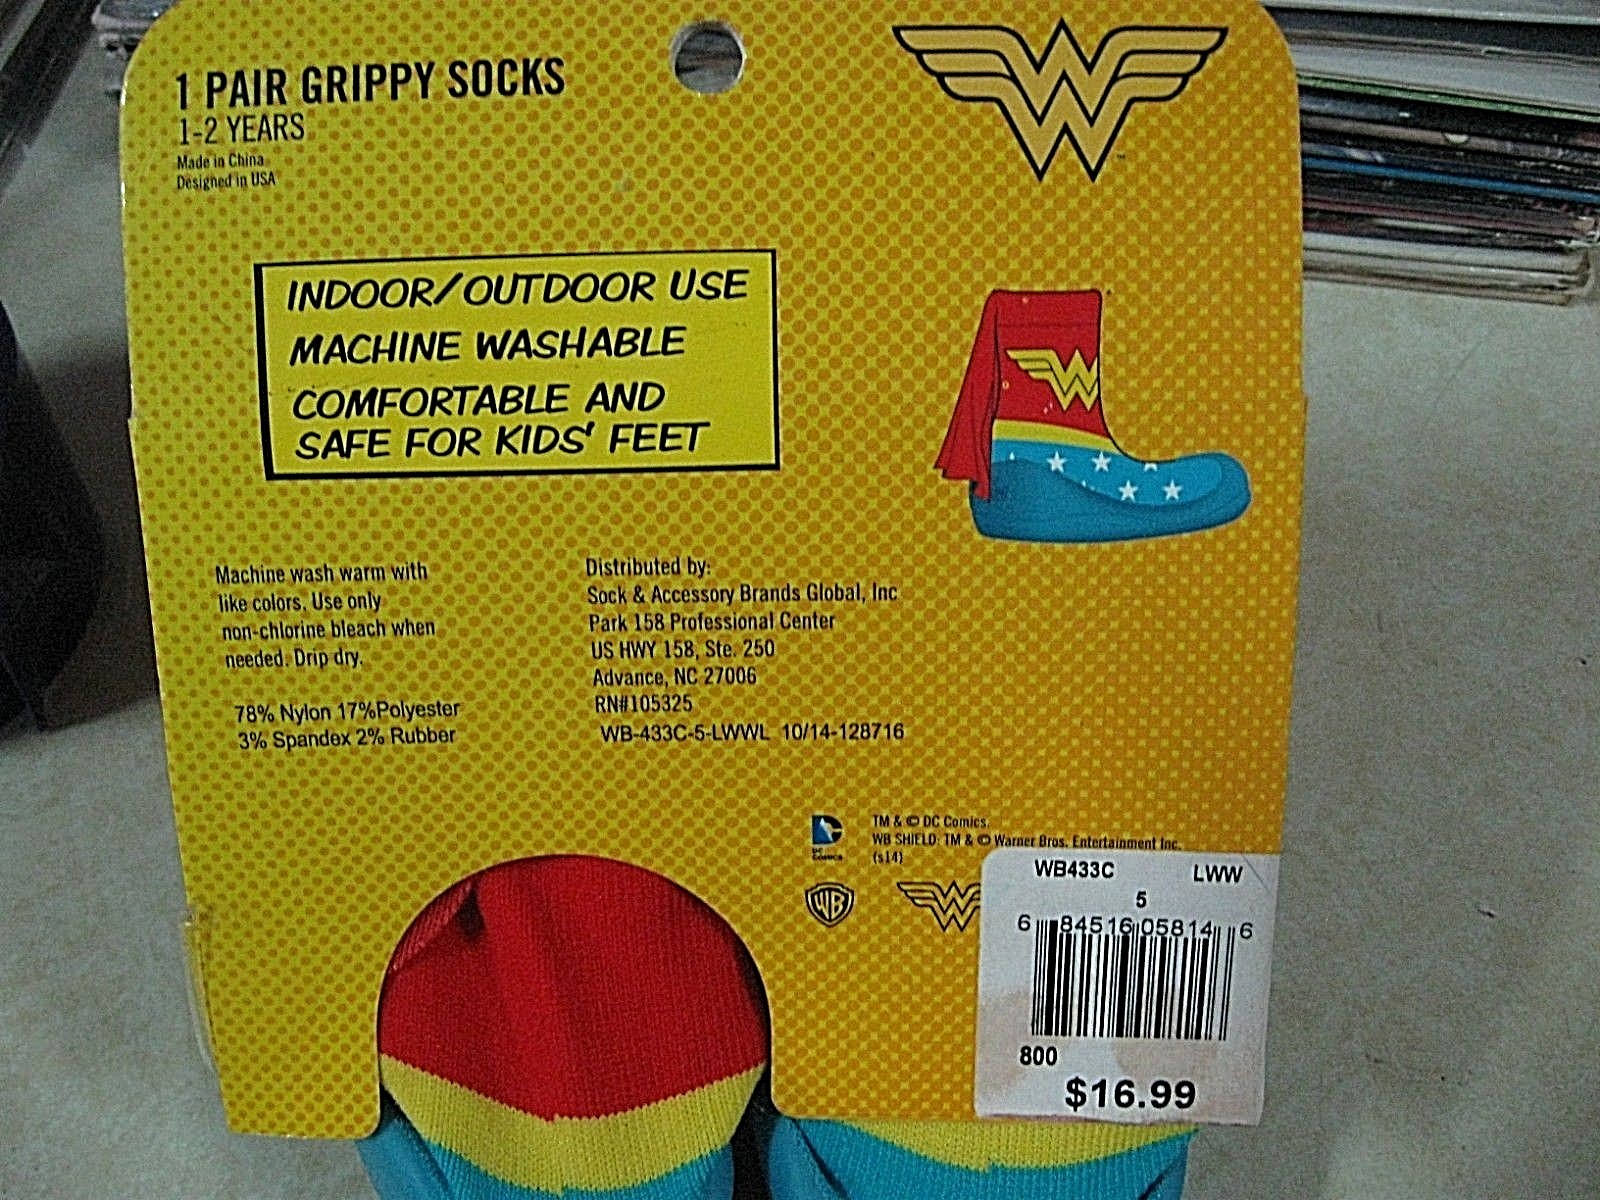 1 PAIR GRIPPY SOCKS
1-2 YEARS
Made in China
Designed in USA
TM
INDOOR/OUTDOOR USE
MACHINE WASHABLE
COMFORTABLE AND
SAFE FOR KIDS' FEET
Machine wash warm with
like colors. Use only
non-chlorine bleach when
needed. Drip dry.
78% Nylon 17%Polyester
3% Spandex 2% Rubber
Distributed by:
Sock & Accessory Brands Global, Inc
Park 158 Professional Center
US HWY 158, Ste. 250
Advance, NC 27006
RN#105325
WB-433C-5-LWWL 10/14-128716
DC
COMICS
TM & © DC Comics.
WB SHIELD: TM & © Warner Bros. Entertainment Inc.
(s14)
WB
WB433C LWW
5
6 84516 05814 6
800
$16.99